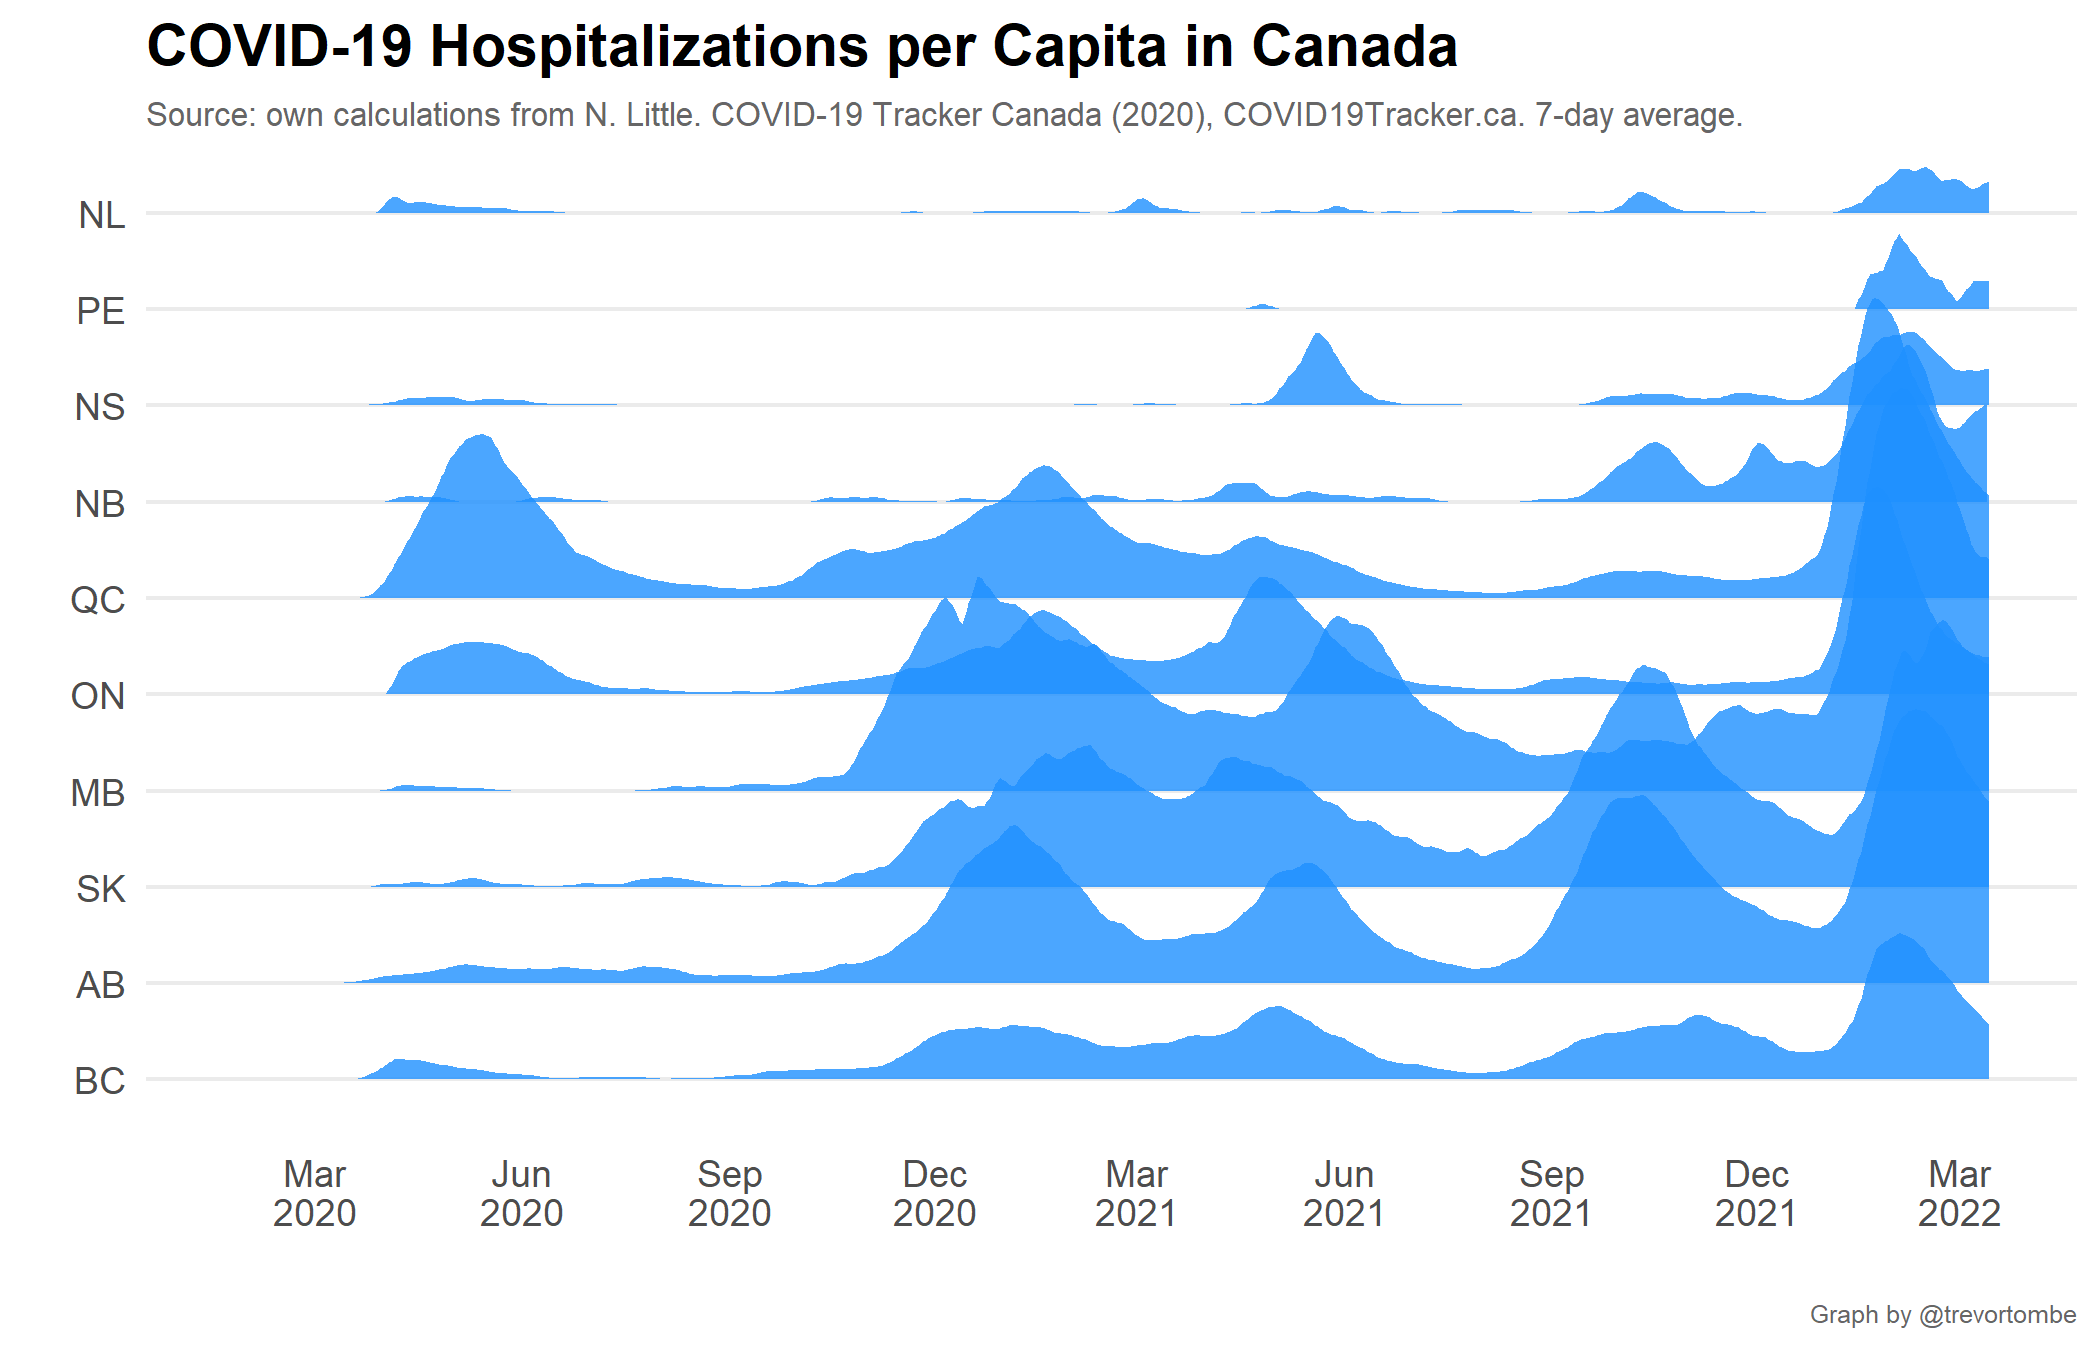 COVID-19 Hospitalizations per Capita in Canada
Source: own calculations from N. Little. COVID-19 Tracker Canada (2020), COVID19Tracker.ca. 7-day average.
NL
PE
NS
NB
QC
ON
MB
SK
AB
BC
Mar Jun Sep Dec Mar Jun Sep Dec Mar
2020 2020 2020 2020 2021 2021 2021 2021 2022
Graph by @trevortombe